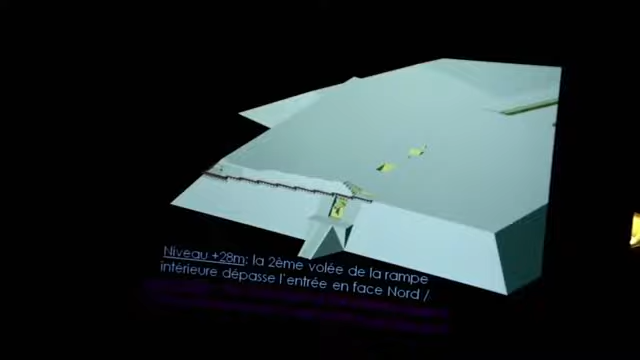 Niveau +28m: la 2ème volée de la rampe
intérieure dépasse l'entrée en face Nord /